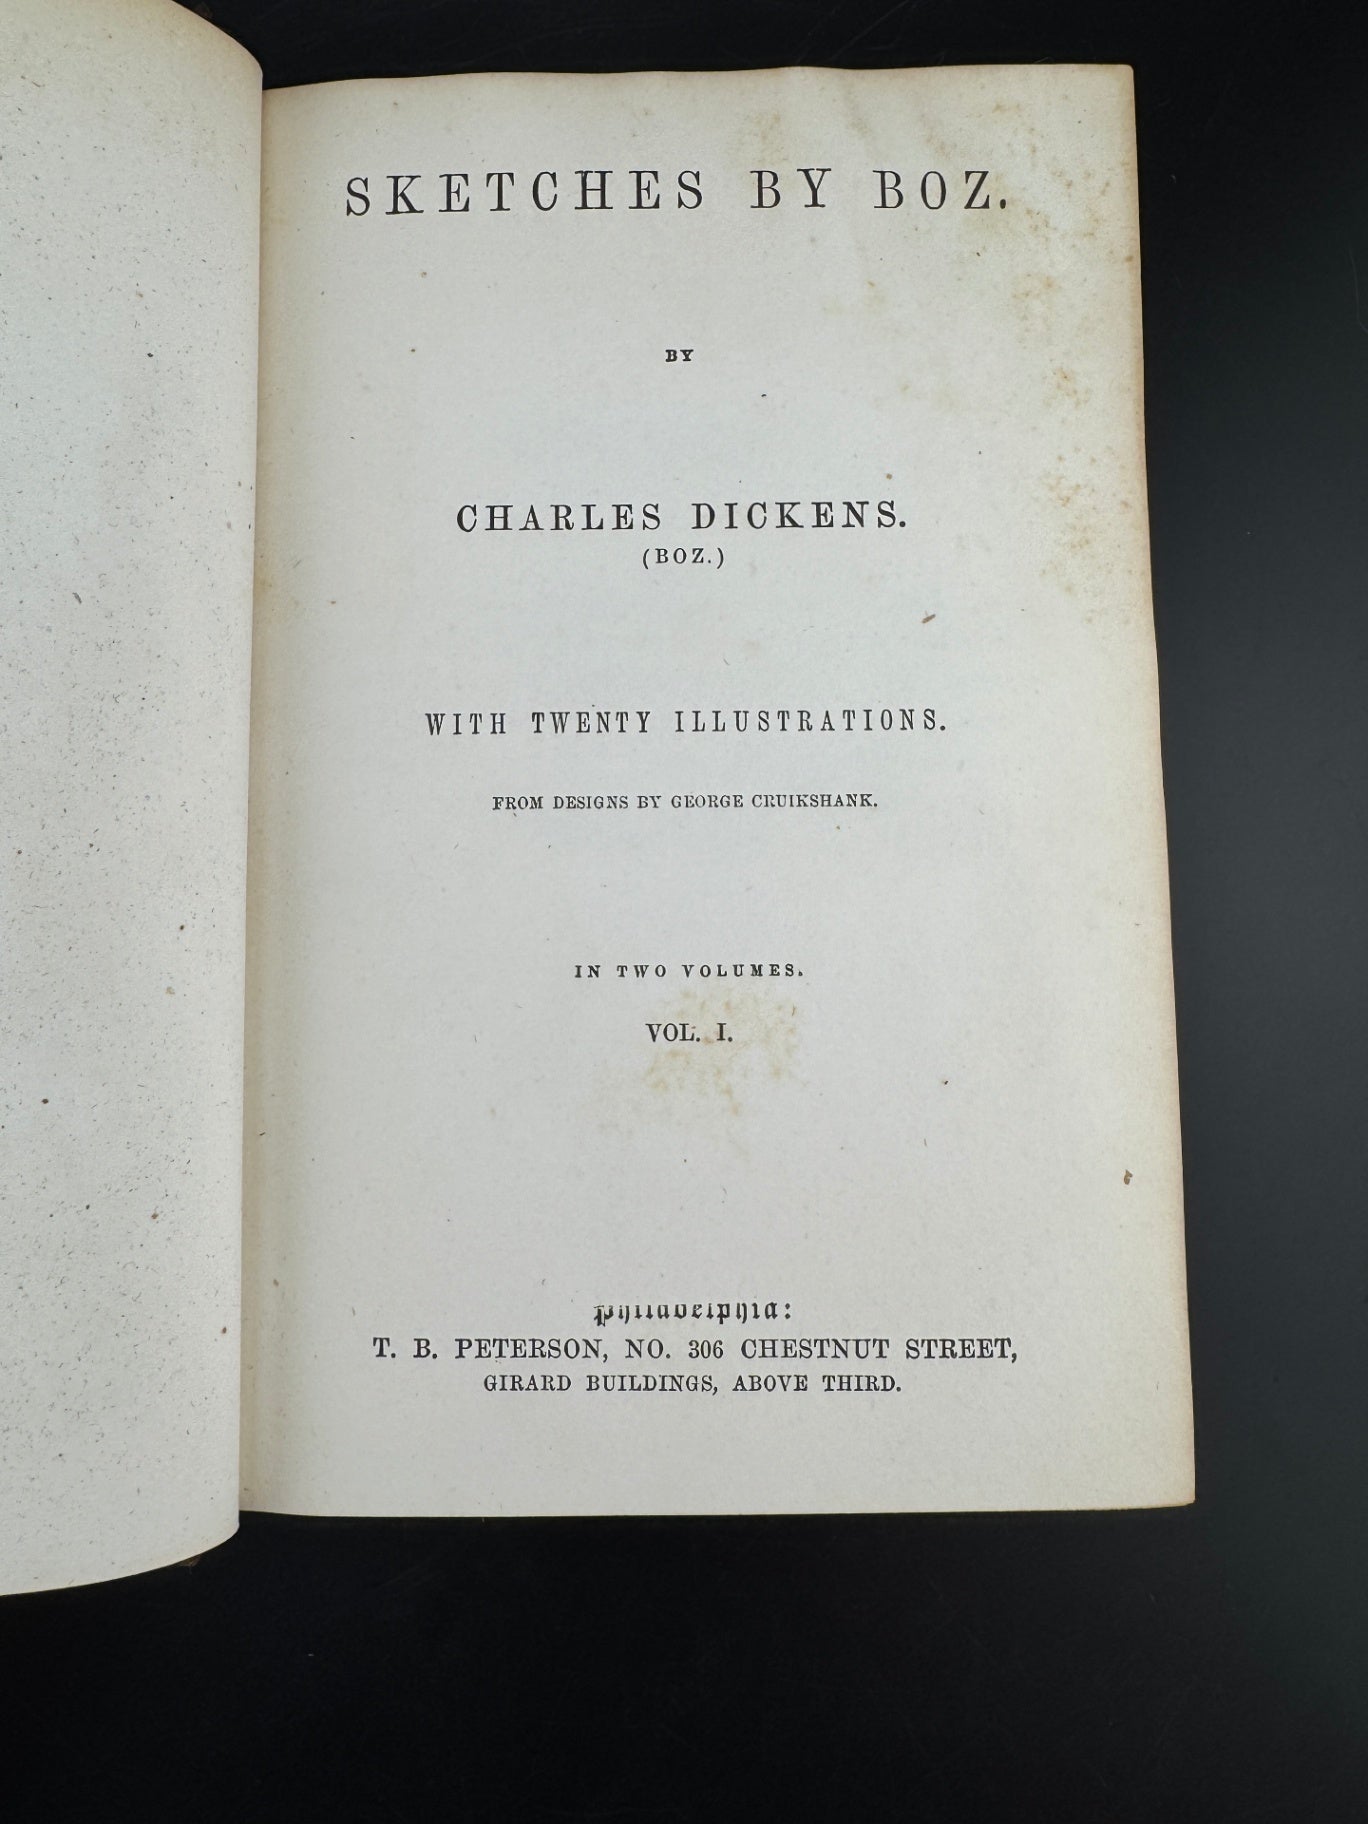 SKETCHES BY BOZ.
BY
CHARLES DICKENS.
(BOZ.)
WITH TWENTY ILLUSTRATIONS.
FROM DESIGNS BY GEORGE CRUIKSHANK.
IN TWO VOLUMES.
VOL. I.
Philadelphia:
T. B. PETERSON, NO. 306 CHESTNUT STREET,
GIRARD BUILDINGS, ABOVE THIRD.